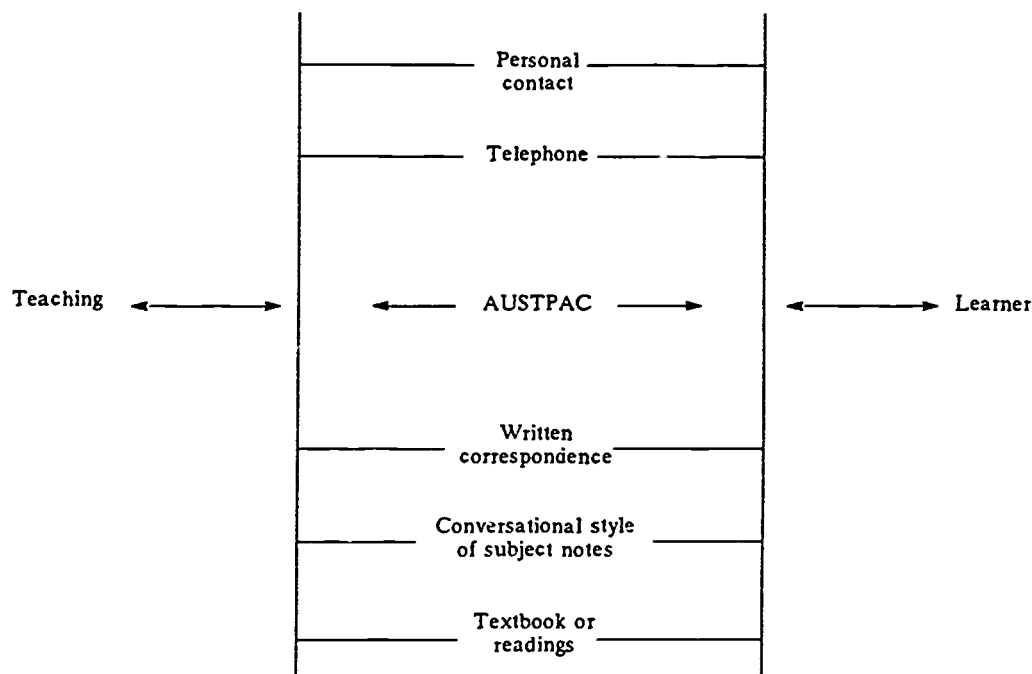 Personal
contact
Telephone
Teaching
AUSTPAC
Learner
Written
correspondence
Conversational style
of subject notes
Textbook or
readings